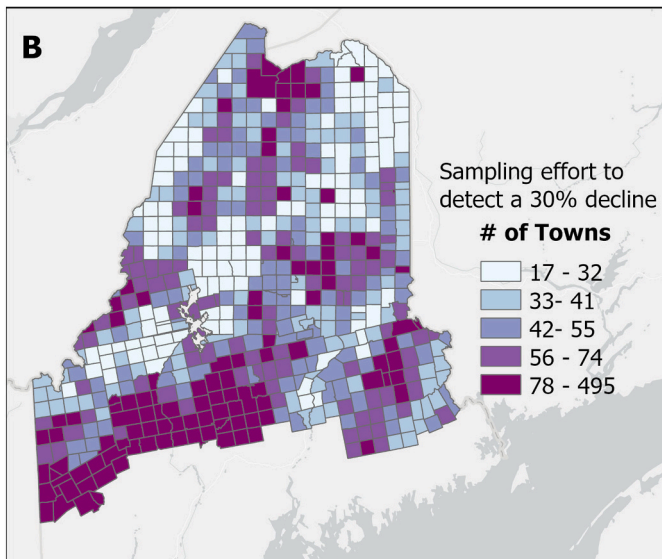 B
Sampling effort to
detect a 30% decline
# of Towns
17 - 32
33- 41
42- 55
56 - 74
78 - 495